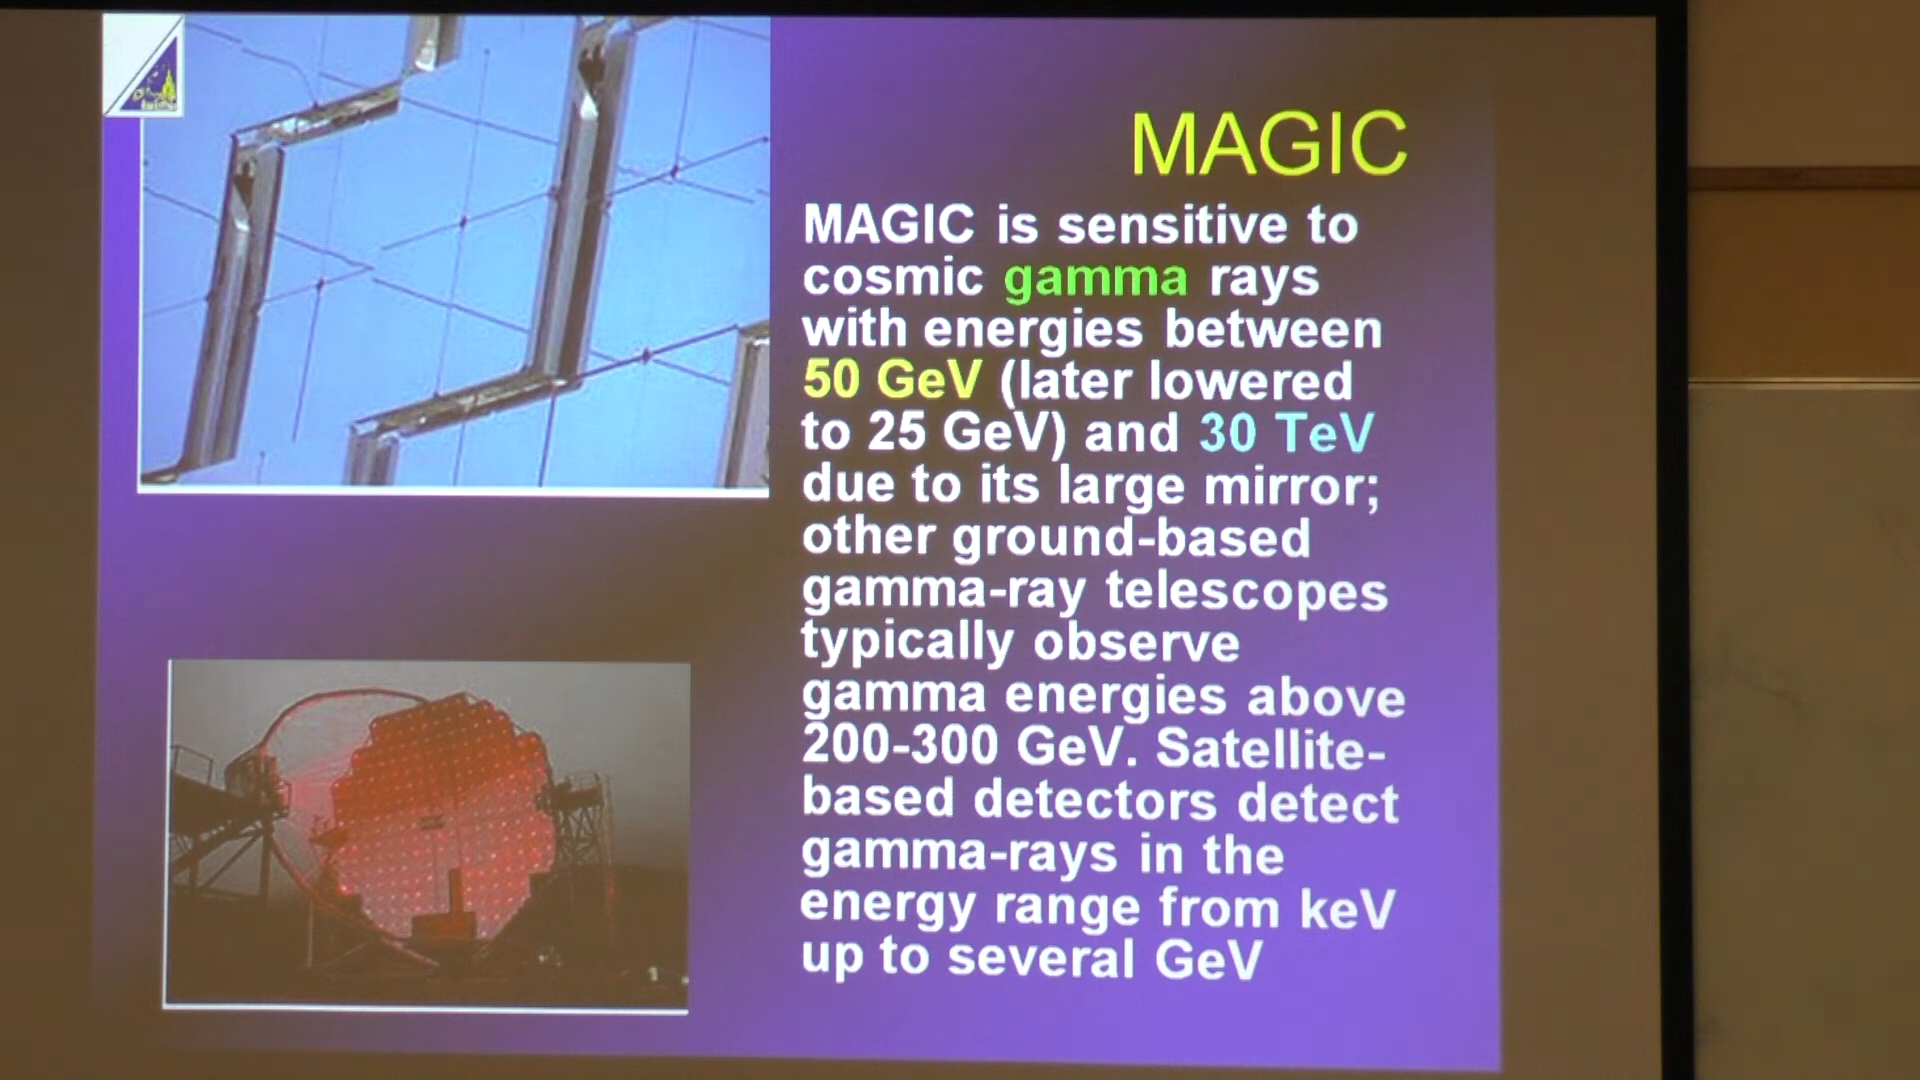 MAGIC
MAGIC is sensitive to
cosmic gamma rays
with energies between
50 GeV (later lowered
to 25 GeV) and 30 TeV
due to its large mirror;
other ground-based
gamma-ray telescopes
typically observe
gamma energies above
200-300 GeV. Satellite-
based detectors detect
gamma-rays in the
energy range from keV
up to several GeV